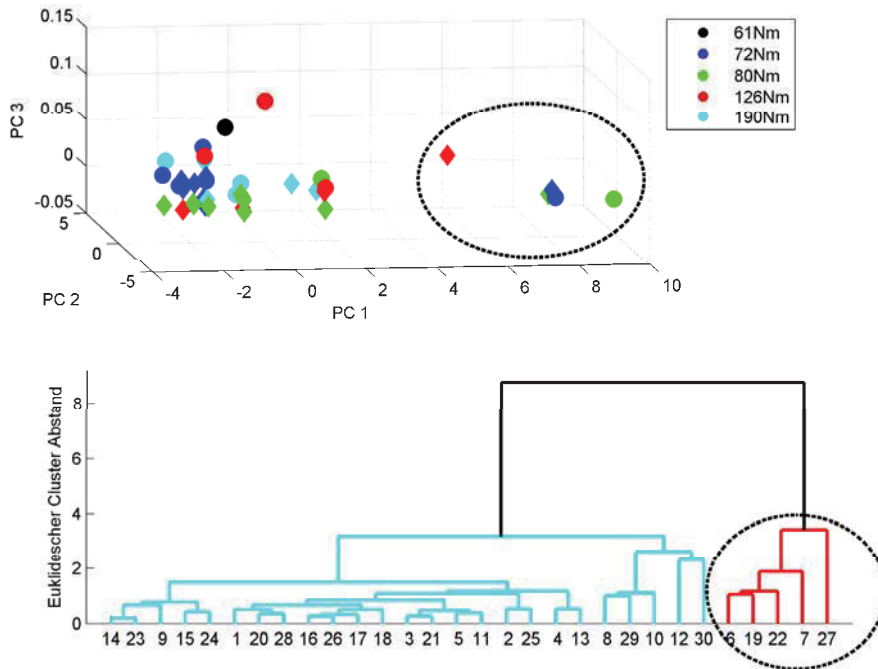 0.15
0.1
0.05
0
-0.05
PC 3
5
0
-5
PC 2
-4
-2
0
2
4
6
8
10
PC 1
61Nm
72Nm
80Nm
126Nm
190Nm
Euklidescher Cluster Abstand
8
6
4
2
0
14 23 9 15 24 1 20 28 16 26 17 18 3 21 5 11 2 25 4 13 8 29 10 12 30 6 19 22 7 27